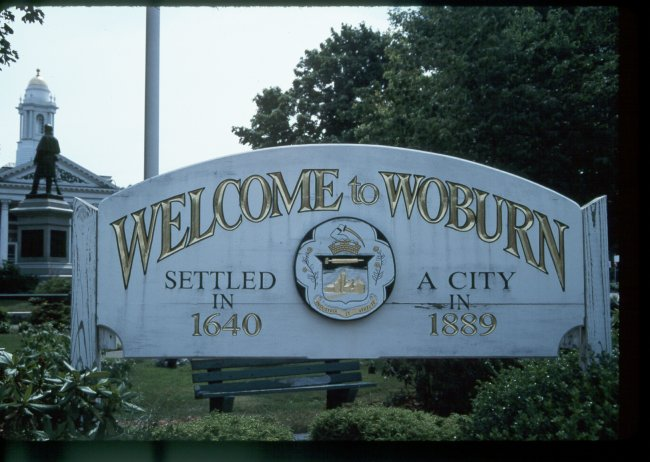 WELCOME to WOBURN
SETTLED
IN
1640
A CITY
IN
1889